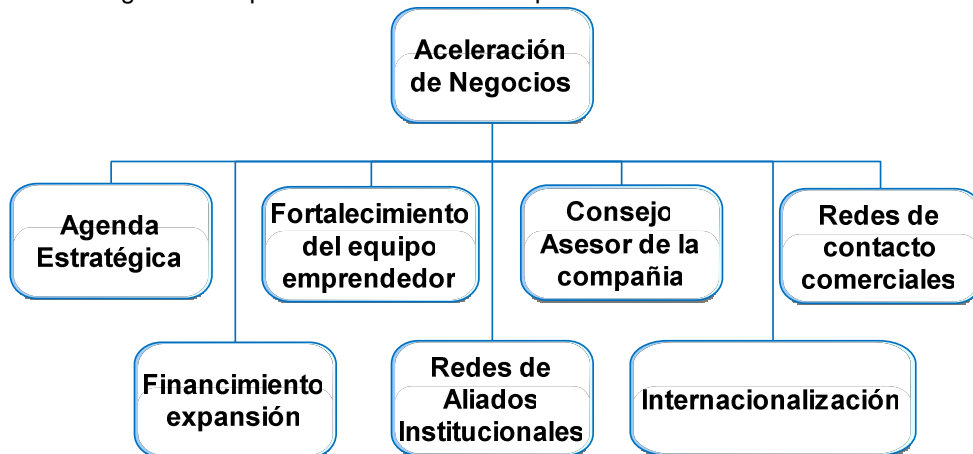 Aceleración
de Negocios
Agenda
Estratégica
Fortalecimiento
del equipo
emprendedor
Consejo
Asesor de la
compañia
Redes de
contacto
comerciales
Financimiento
expansión
Redes de
Aliados
Institucionales
Internacionalización